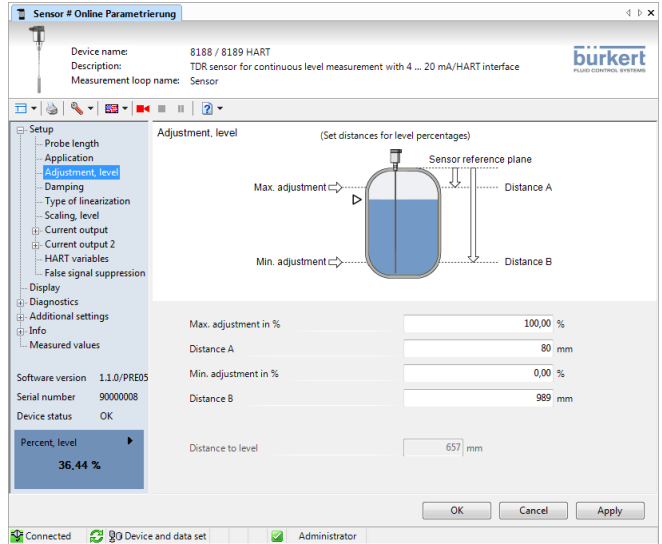 Sensor # Online Parametrierung
Device name: 8188 / 8189 HART
Description: TDR sensor for continuous level measurement with 4 ... 20 mA/HART interface
Measurement loop name: Sensor
bürkert
FLUID CONTROL SYSTEMS
Setup
Probe length
Application
Adjustment, level
Damping
Type of linearization
Scaling, level
Current output
Current output 2
HART variables
False signal suppression
Display
Diagnostics
Additional settings
Info
Measured values
Software version 1.1.0/PRE05
Serial number 90000008
Device status OK
Percent, level
36,44 %
Adjustment, level
(Set distances for level percentages)
Sensor reference plane
Max. adjustment
Distance A
Min. adjustment
Distance B
Max. adjustment in % 100,00 %
Distance A 80 mm
Min. adjustment in % 0,00 %
Distance B 989 mm
Distance to level 657 mm
OK Cancel Apply
Connected Device and data set Administrator